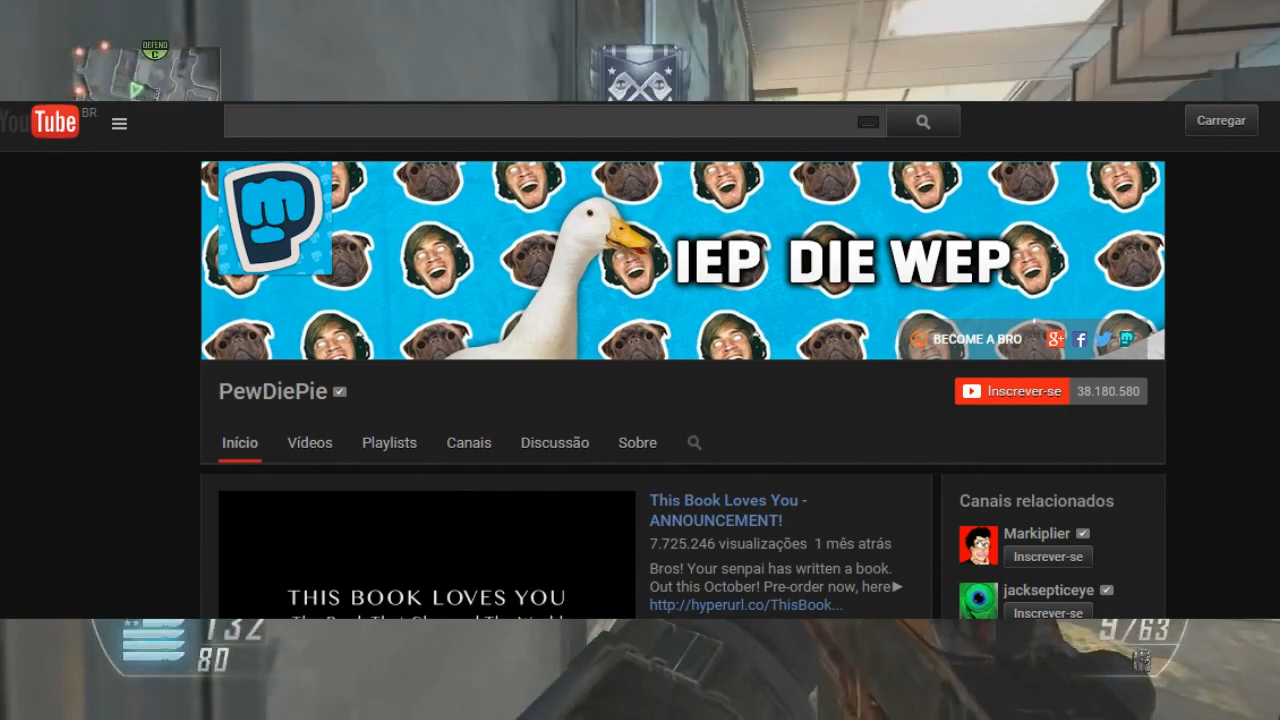 DEFEND
C
YouTube BR
Carregar
IEP DIE WEP
BECOME A BRO
PewDiePie
Inscrever-se 38.180.580
Início Vídeos Playlists Canais Discussão Sobre
This Book Loves You -
ANNOUNCEMENT!
7.725.246 visualizações 1 mês atrás
Bros! Your senpai has written a book.
Out this October! Pre-order now, here►
http://hyperurl.co/ThisBook...
THIS BOOK LOVES YOU
Canais relacionados
Markiplier
Inscrever-se
jacksepticeye
Inscrever-se
132
80
9/63